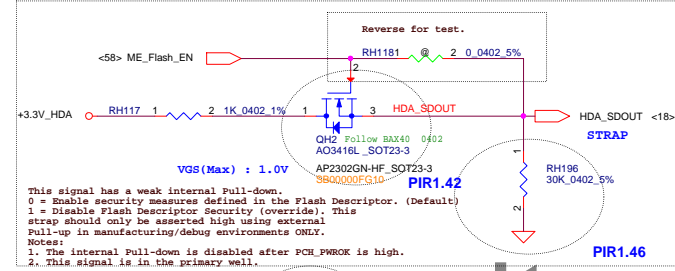 Reverse for test.
<58> ME_Flash_EN
RH1181 @ 2 0_0402_5%
2
+3.3V_HDA RH117 1 2 1K_0402_1% 1 3 HDA_SDOUT HDA_SDOUT <18>
STRAP
QH2 Follow BAX40 0402
AO3416L_SOT23-3
VGS(Max) : 1.0V
AP2302GN-HF_SOT23-3
SB00000FG10
PIR1.42
1
RH196
30K_0402_5%
2
This signal has a weak internal Pull-down.
0 = Enable security measures defined in the Flash Descriptor. (Default)
1 = Disable Flash Descriptor Security (override). This
strap should only be asserted high using external
Pull-up in manufacturing/debug environments ONLY.
Notes:
1. The internal Pull-down is disabled after PCH_PWROK is high.
2. This signal is in the primary well.
PIR1.46